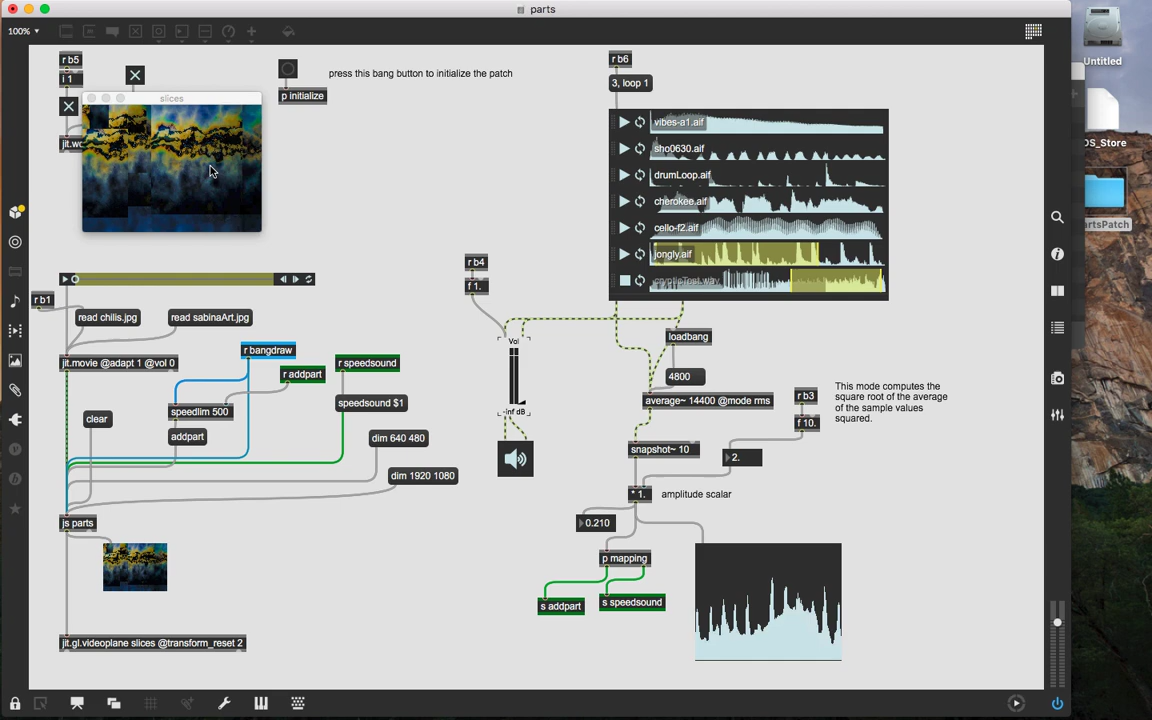 parts
100%
r b5
i 1
slices
press this bang button to initialize the patch
p initialize
r b6
3, loop 1
vibes-a1.aif
sho0630.aif
drumLoop.aif
cherokee.aif
cello-f2.aif
jongly.aif
Untitled
DS_Store
artsPatch
r b4
f 1.
r b1
read chilis.jpg
read sabinaArt.jpg
jit.movie @adapt 1 @vol 0
r bangdraw
r addpart
r speedsound
speedlim 500
speedsound $1
clear
addpart
dim 640 480
dim 1920 1080
js parts
jit.gl.videoplane slices @transform_reset 2
Vol
-inf dB
loadbang
4800
average~ 14400 @mode rms
r b3
f 10.
This mode computes the
square root of the average
of the sample values
squared.
snapshot~ 10
2.
* 1.
amplitude scalar
0.210
p mapping
s addpart
s speedsound